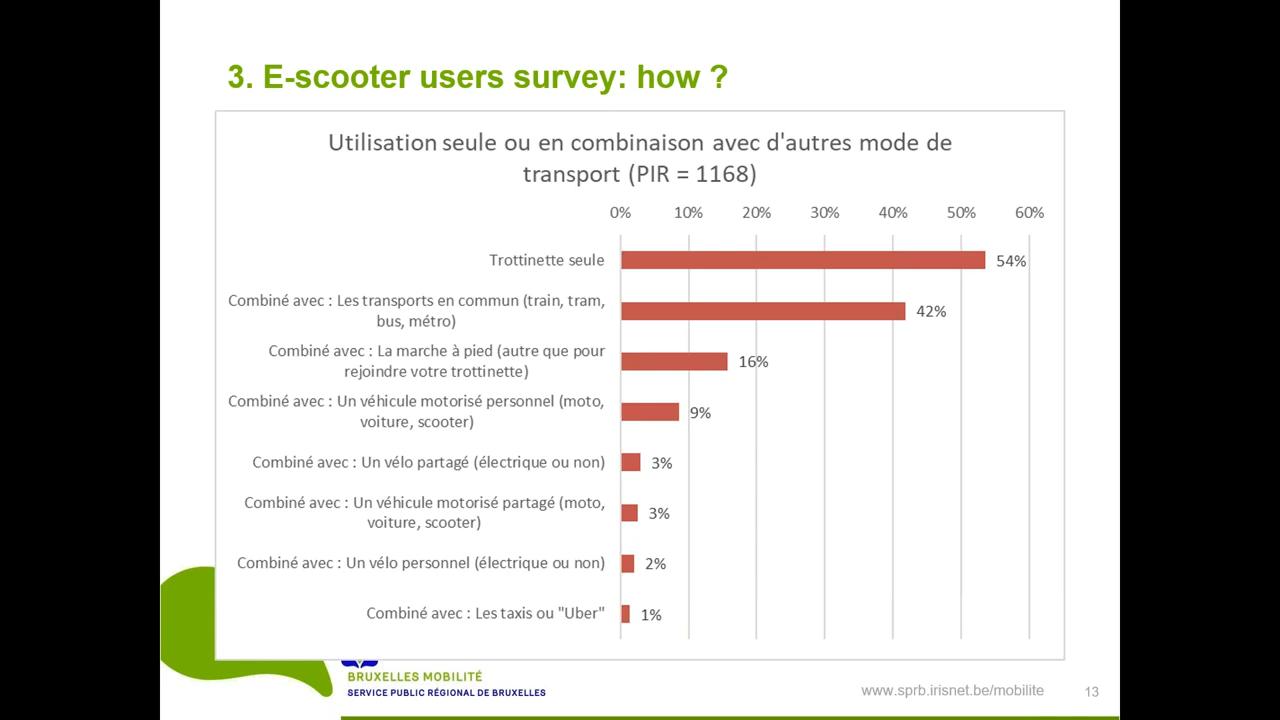 3. E-scooter users survey: how ?
Utilisation seule ou en combinaison avec d'autres mode de
transport (PIR = 1168)
0% 10% 20% 30% 40% 50% 60%
Trottinette seule 54%
Combiné avec : Les transports en commun (train, tram,
bus, métro) 42%
Combiné avec : La marche à pied (autre que pour
rejoindre votre trottinette) 16%
Combiné avec : Un véhicule motorisé personnel (moto,
voiture, scooter) 9%
Combiné avec : Un vélo partagé (électrique ou non) 3%
Combiné avec : Un véhicule motorisé partagé (moto,
voiture, scooter) 3%
Combiné avec : Un vélo personnel (électrique ou non) 2%
Combiné avec : Les taxis ou "Uber" 1%
BRUXELLES MOBILITÉ
SERVICE PUBLIC RÉGIONAL DE BRUXELLES
www.sprb.irisnet.be/mobilite 13